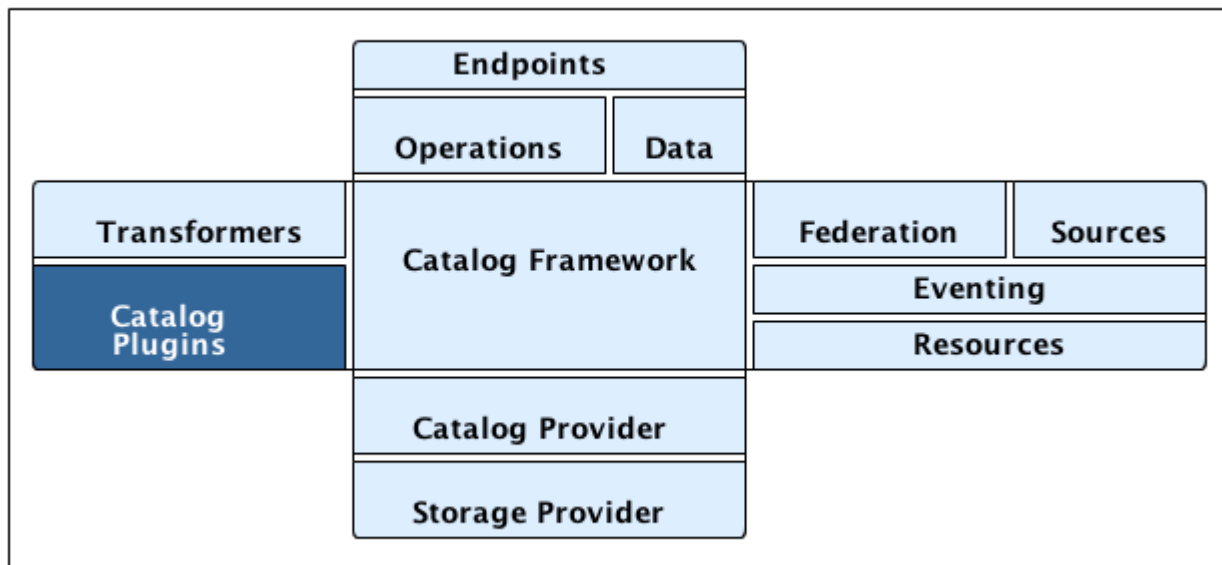 Endpoints
Operations
Data
Transformers
Catalog Framework
Federation
Sources
Eventing
Catalog
Plugins
Resources
Catalog Provider
Storage Provider